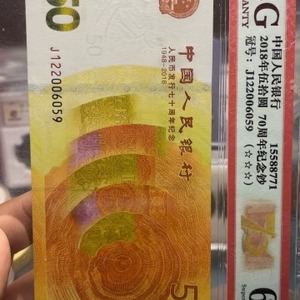 50
J122006059
中国人民银行
人民币发行七十周年纪念
1948-2018
5
G
ANTY
中国人民银行
2018年伍拾圆 70周年纪念钞
冠号: J122006059
15588771
(☆☆☆)
6
Supe